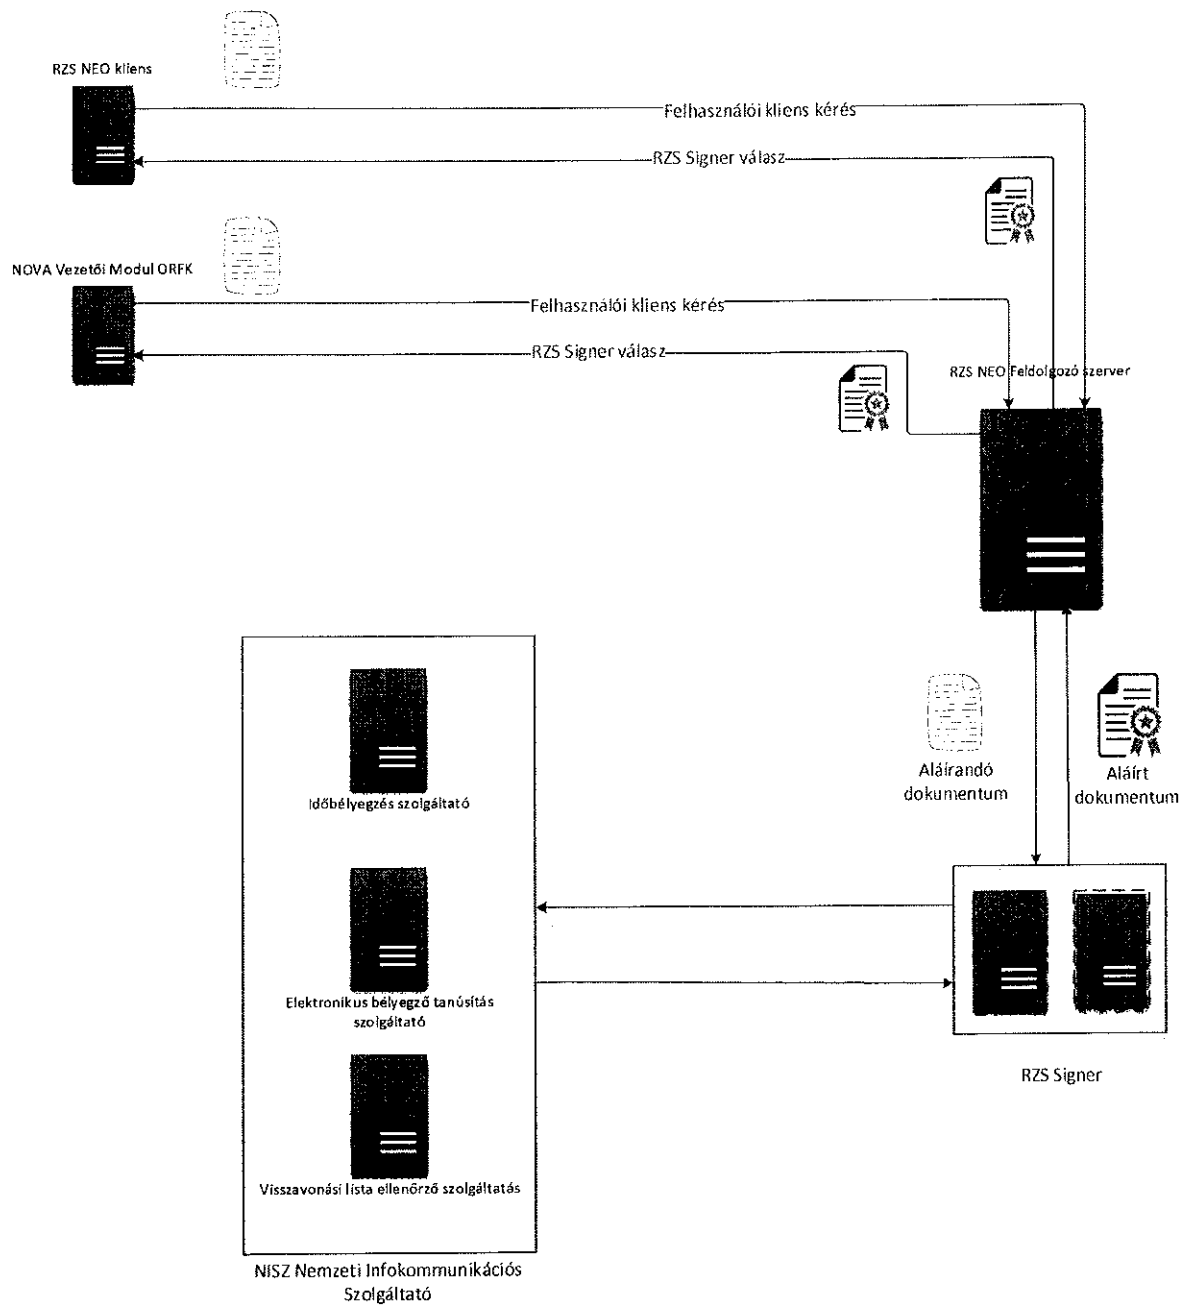 RZS NEO kliens
Felhasználói kliens kérés
RZS Signer válasz
NOVA Vezetői Modul ORFK
Felhasználói kliens kérés
RZS Signer válasz
RZS NEO Feldolgozó szerver
Aláírandó
dokumentum
Aláírt
dokumentum
Időbélyegzés szolgáltató
Elektronikus bélyegző tanúsítás
szolgáltató
Visszavonási lista ellenőrző szolgáltatás
RZS Signer
NISZ Nemzeti Infokommunikációs
Szolgáltató